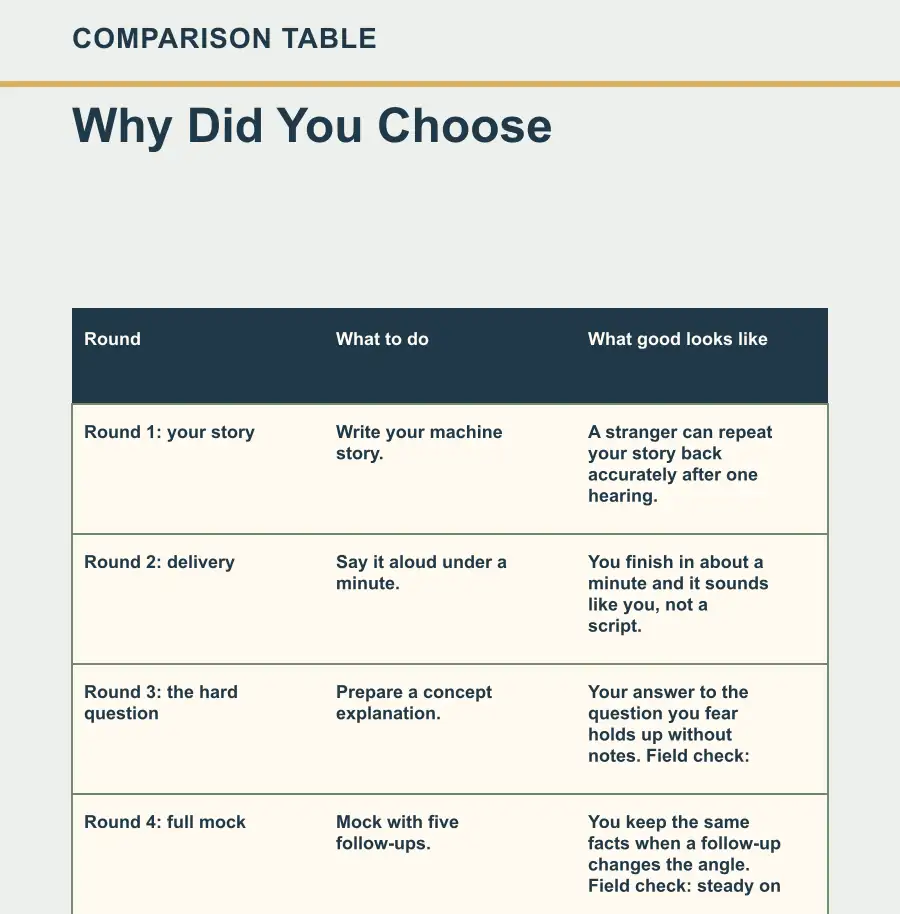 COMPARISON TABLE
Why Did You Choose
Round
What to do
What good looks like
Round 1: your story
Write your machine
story.
A stranger can repeat
your story back
accurately after one
hearing.
Round 2: delivery
Say it aloud under a
minute.
You finish in about a
minute and it sounds
like you, not a
script.
Round 3: the hard
question
Prepare a concept
explanation.
Your answer to the
question you fear
holds up without
notes. Field check:
Round 4: full mock
Mock with five
follow-ups.
You keep the same
facts when a follow-up
changes the angle.
Field check: steady on